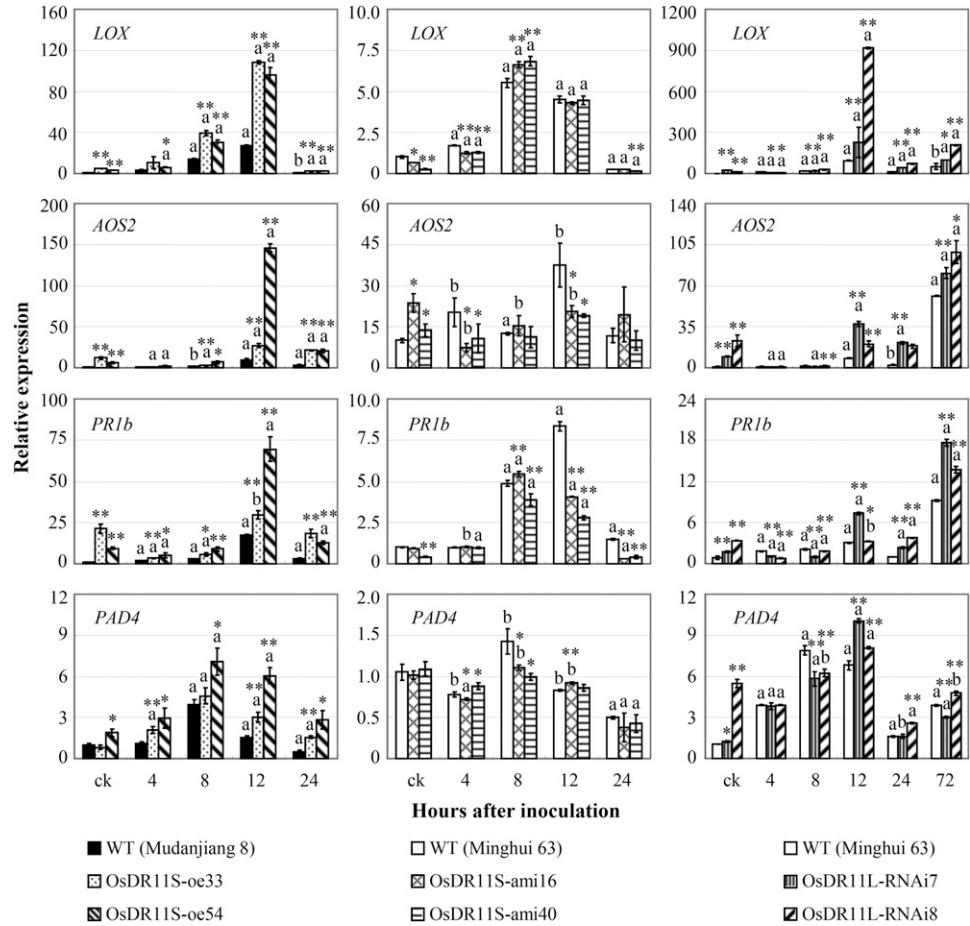 Relative expression
160
LOX
120
80
40
0
** **
a a
** **
a a
a
a
*
a
** **
a
** **
b a a
10
LOX
7.5
5.0
2.5
0
a
* **
a ** **
a a
a
** **
a a
a a a
**
a a a
1200
LOX
900
600
300
0
** **
** **
a a a
** **
a a a
a
**
a
**
a
a
**
a
**
a
b
*
a
**
a
200
AOS2
150
100
50
0
** **
a a
b
**
a
*
a
a
**
a
**
a
a
**
a
**
a
60
AOS2
45
30
15
0
* *
b
*
b
*
a
a
b
b
*
b
*
140
AOS2
105
70
35
0
** **
a a
a
**
a
a
**
a
**
a
b
**
a
a
**
a
*
a
100
PR1b
75
50
25
0
** **
a
**
a
*
a
a
*
a
**
a
**
b
**
a
a
**
a
**
a
10.0
PR1b
7.5
5.0
2.5
0
**
b a
a
**
a
**
a
a
**
a
**
a
a
**
a
**
a
24
PR1b
18
12
6
0
** **
a
*
a
**
a
a
**
a
**
a
a
**
a
*
b
**
a
**
a
a
**
a
**
a
12
PAD4
9
6
3
0
*
a
**
a
*
a
a
*
a
a
**
a
**
a
a
**
a
*
a
2.0
PAD4
1.5
1.0
0.5
0
b
*
a
**
a
b
*
b
*
a
b
**
b
a
a
a
a
12
PAD4
9
6
3
0
*
**
a a a
a
**
a
**
b
a
**
a
**
a
a
b
**
a
a
**
a
**
b
ck 4 8 12 24
ck 4 8 12 24
ck 4 8 12 24 72
Hours after inoculation
WT (Mudanjiang 8)
OsDR11S-oe33
OsDR11S-oe54
WT (Minghui 63)
OsDR11S-ami16
OsDR11S-ami40
WT (Minghui 63)
OsDR11L-RNAi7
OsDR11L-RNAi8